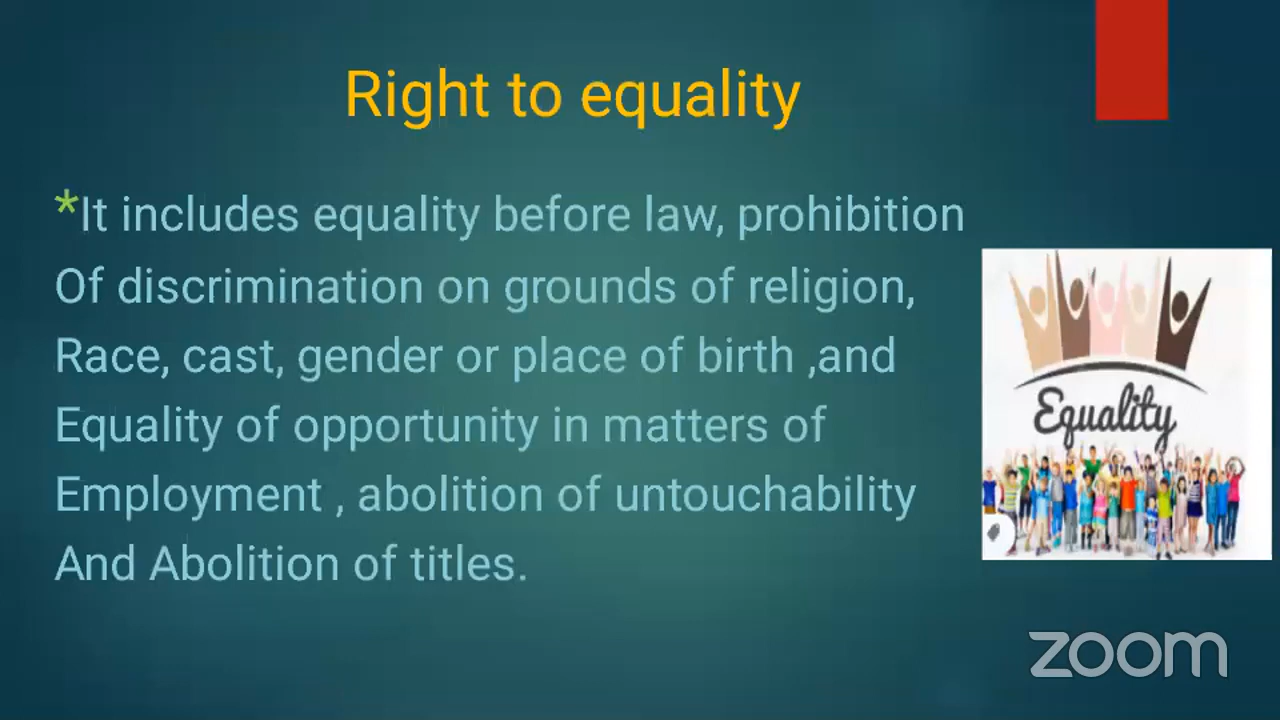 Right to equality
*It includes equality before law, prohibition
Of discrimination on grounds of religion,
Race, cast, gender or place of birth ,and
Equality of opportunity in matters of
Employment , abolition of untouchability
And Abolition of titles.
Equality
zoom